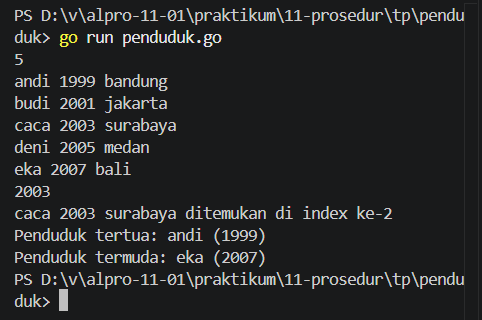 PS D:\v\alpro-11-01\praktikum\11-prosedur\tp\pendu
duk> go run penduduk.go
5
andi 1999 bandung
budi 2001 jakarta
caca 2003 surabaya
deni 2005 medan
eka 2007 bali
2003
caca 2003 surabaya ditemukan di index ke-2
Penduduk tertua: andi (1999)
Penduduk termuda: eka (2007)
PS D:\v\alpro-11-01\praktikum\11-prosedur\tp\pendu
duk>